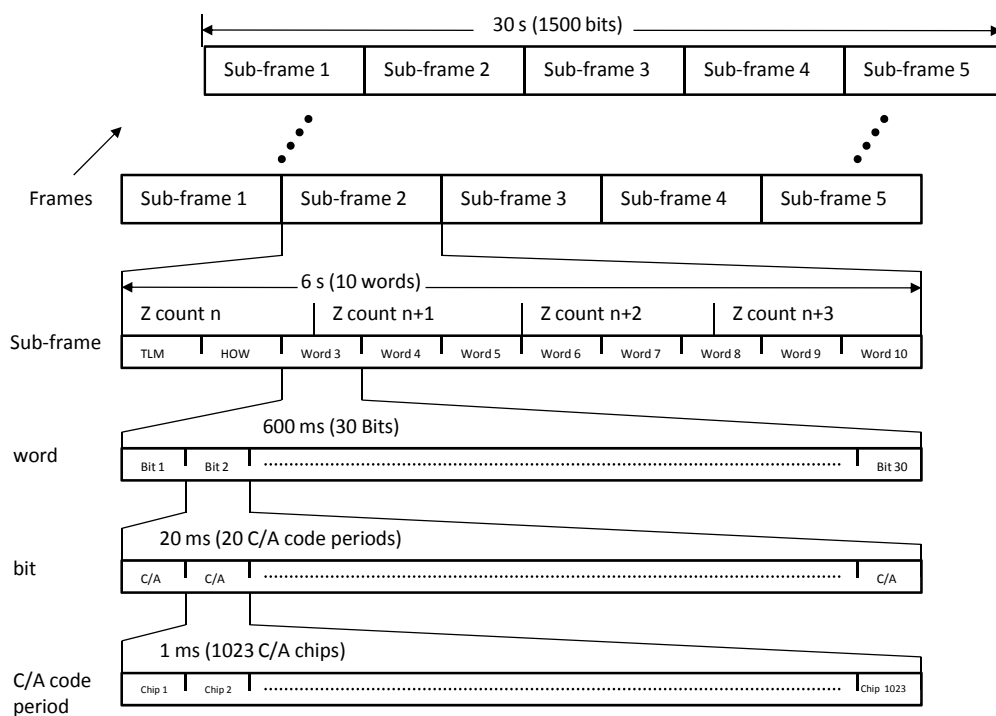 30 s (1500 bits)
Sub-frame 1 Sub-frame 2 Sub-frame 3 Sub-frame 4 Sub-frame 5
Frames
Sub-frame 1 Sub-frame 2 Sub-frame 3 Sub-frame 4 Sub-frame 5
6 s (10 words)
Z count n Z count n+1 Z count n+2 Z count n+3
Sub-frame
TLM HOW Word 3 Word 4 Word 5 Word 6 Word 7 Word 8 Word 9 Word 10
600 ms (30 Bits)
word
Bit 1 Bit 2 Bit 30
20 ms (20 C/A code periods)
bit
C/A C/A C/A
1 ms (1023 C/A chips)
C/A code
period
Chip 1 Chip 2 Chip 1023